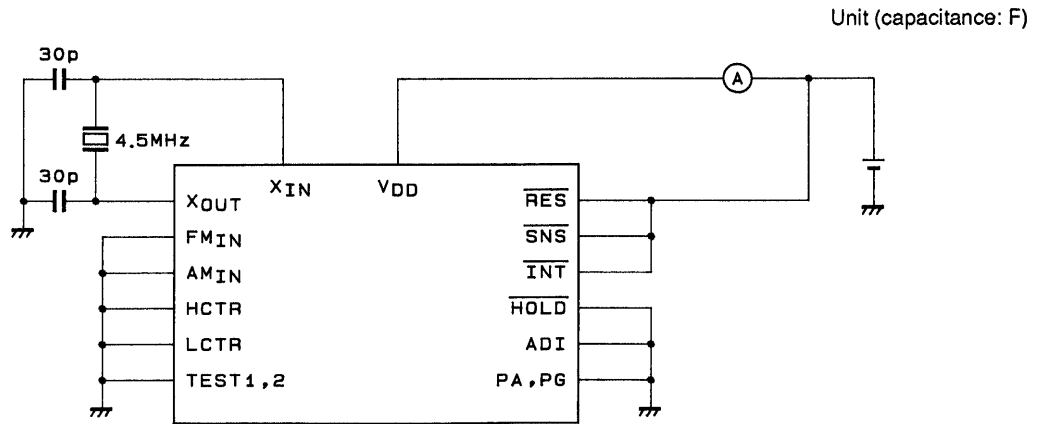 Unit (capacitance: F)
30p
A
4.5MHz
30p
XIN
VDD
XOUT
RES
FMIN
SNS
AMIN
INT
HCTR
HOLD
LCTR
ADI
TEST1,2
PA,PG